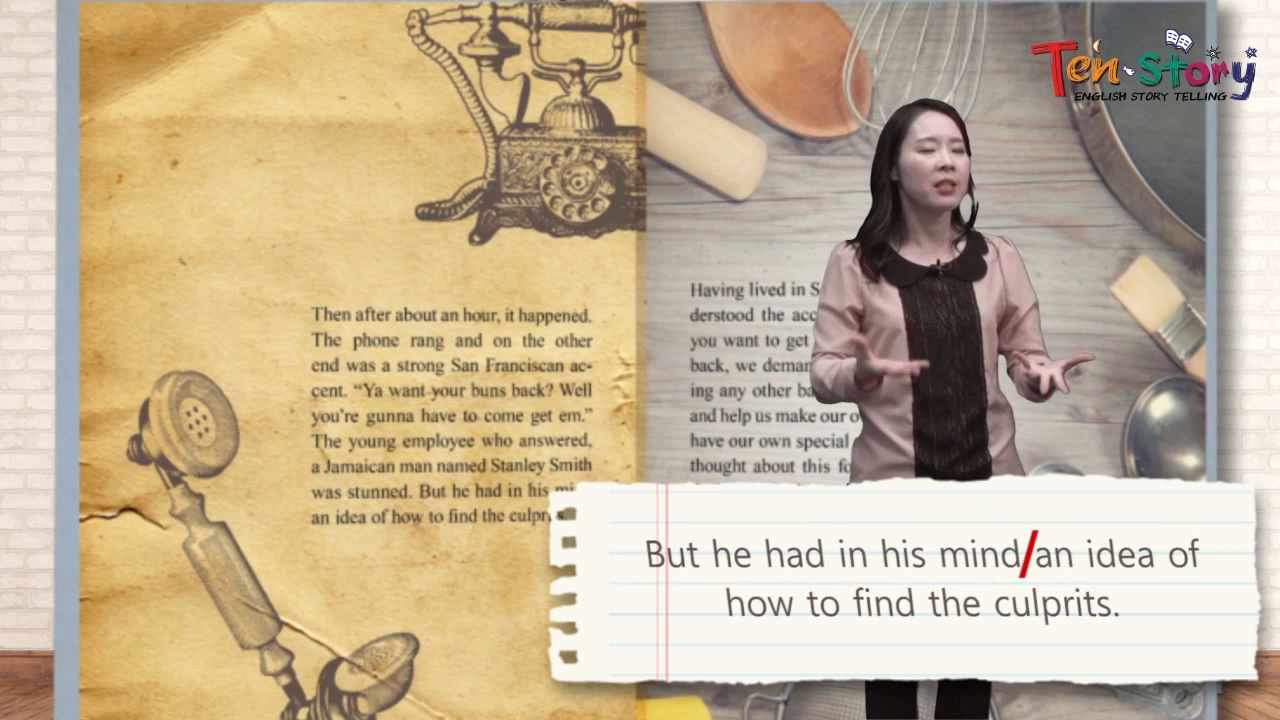 Ten Story
ENGLISH STORY TELLING
Then after about an hour, it happened.
The phone rang and on the other
end was a strong San Franciscan ac-
cent. “Ya want your buns back? Well
you're gunna have to come get em.”
The young employee who answered,
a Jamaican man named Stanley Smith
was stunned. But he had in his
an idea of how to find the
Having lived in
derstood the
you want to get
back, we
ing any other
and help us make our
have our own special
thought about this
But he had in his mind/an idea of
how to find the culprits.